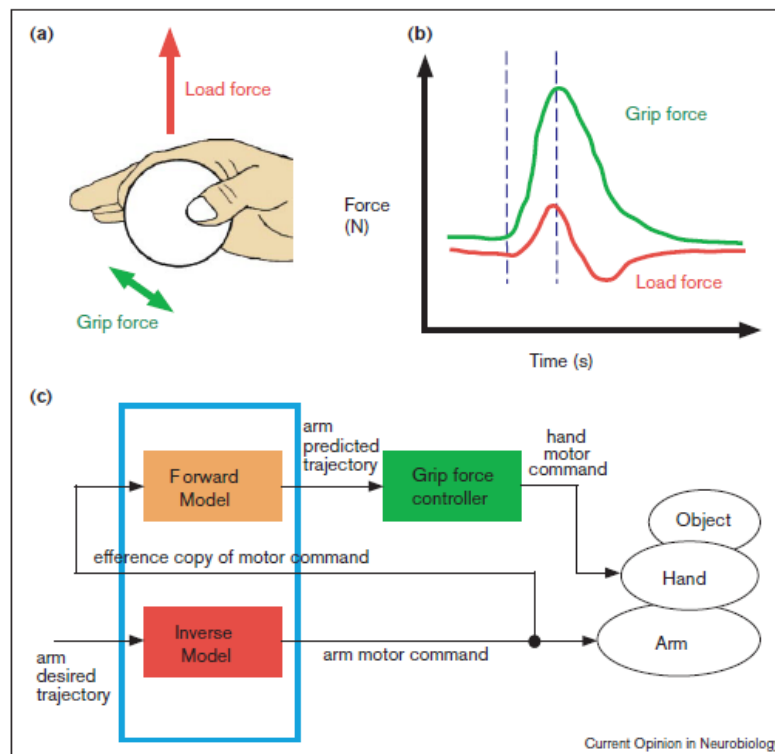 (a)
Load force
Grip force
(b)
Grip force
Force
(N)
Load force
Time (s)
(c)
arm
predicted
trajectory
hand
motor
command
Forward
Model
Grip force
controller
Object
efference copy of motor command
Hand
Inverse
Model
Arm
arm
desired
trajectory
arm motor command
Current Opinion in Neurobiology